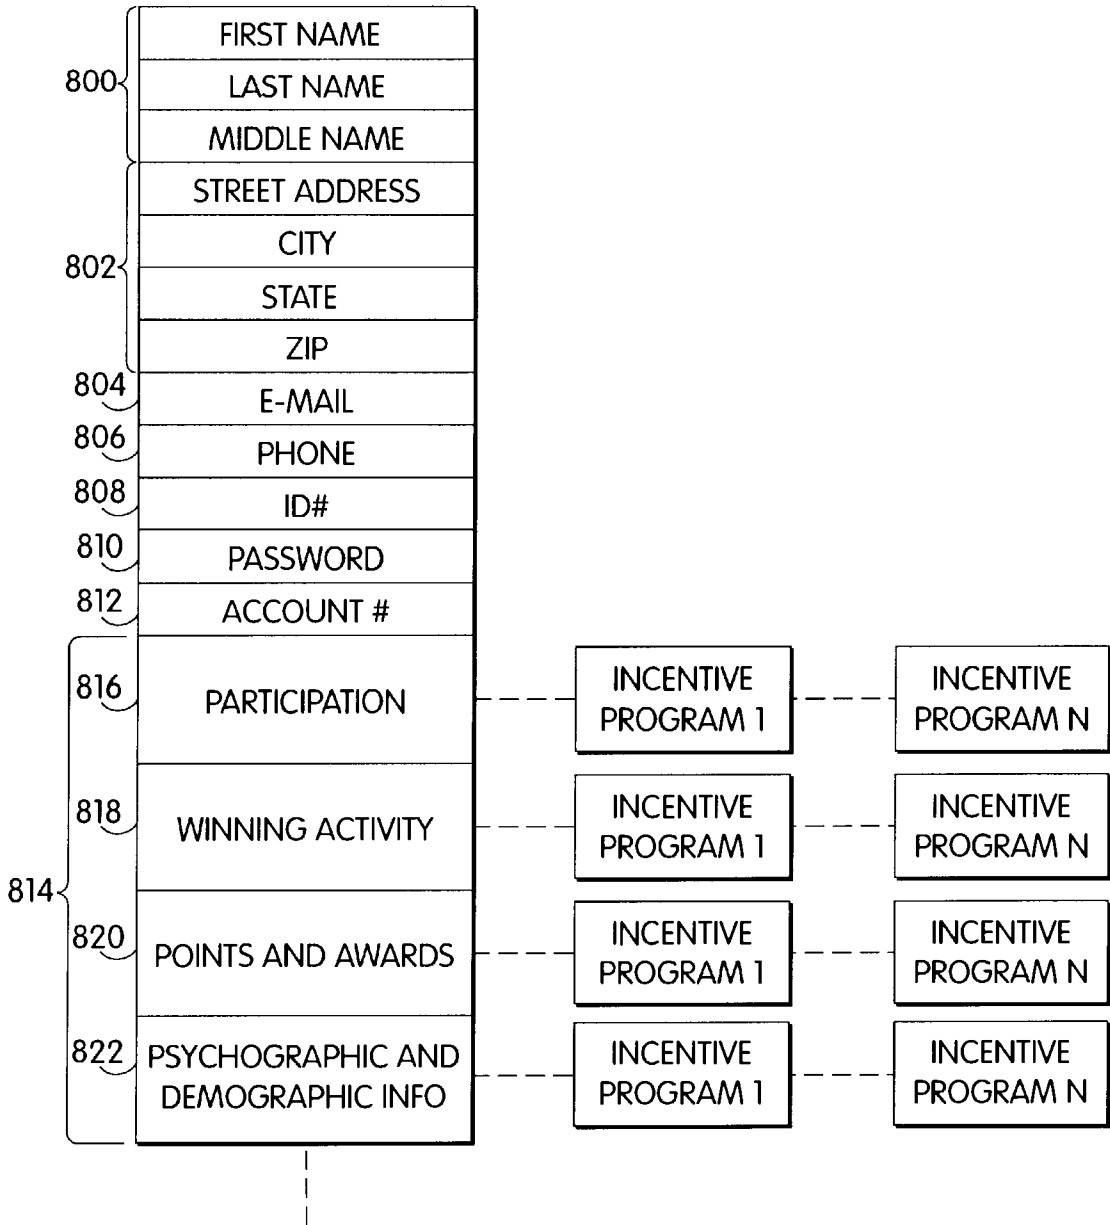 FIRST NAME
800
LAST NAME
MIDDLE NAME
STREET ADDRESS
CITY
802
STATE
ZIP
804
E-MAIL
806
PHONE
808
ID#
810
PASSWORD
812
ACCOUNT #
814
816
PARTICIPATION
INCENTIVE
PROGRAM 1
INCENTIVE
PROGRAM N
818
WINNING ACTIVITY
INCENTIVE
PROGRAM 1
INCENTIVE
PROGRAM N
820
POINTS AND AWARDS
INCENTIVE
PROGRAM 1
INCENTIVE
PROGRAM N
822
PSYCHOGRAPHIC AND
DEMOGRAPHIC INFO
INCENTIVE
PROGRAM 1
INCENTIVE
PROGRAM N